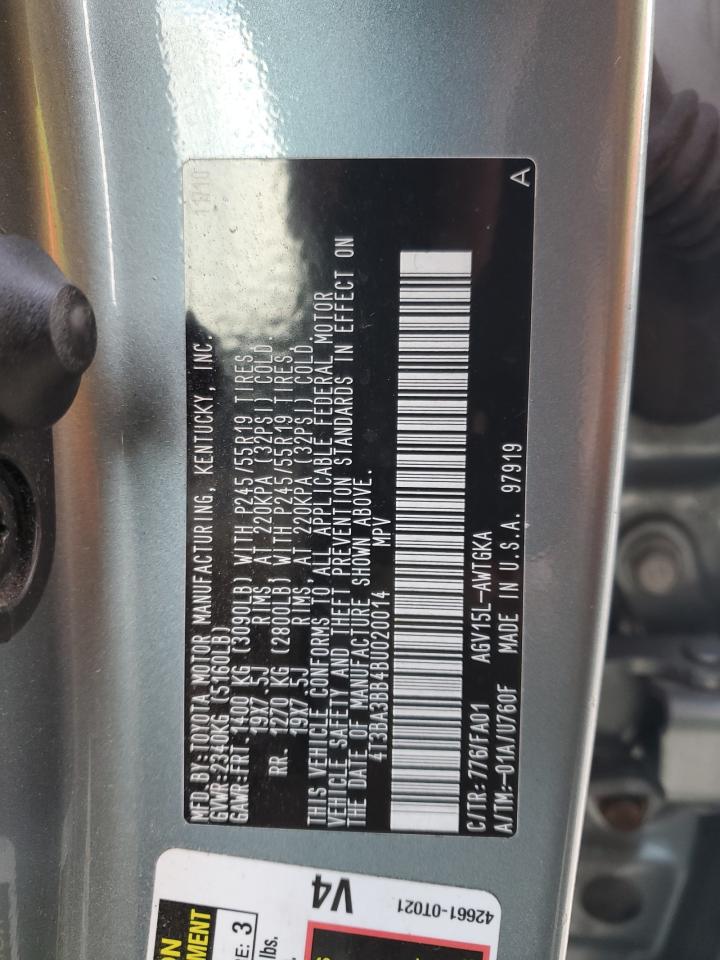 MFD.BY:TOYOTA MOTOR MANUFACTURING, KENTUCKY, INC. 11/10
GVWR:2340KG (5160LB)
GAWR:FRT 1400 KG (3090LB) WITH P245/55R19 TIRES
19X7.5J RIMS, AT 220KPA (32PSI) COLD.
RR. 1270 KG (2800LB) WITH P245/55R19 TIRES
19X7.5J RIMS, AT 220KPA (32PSI) COLD.
THIS VEHICLE CONFORMS TO ALL APPLICABLE FEDERAL MOTOR
VEHICLE SAFETY AND THEFT PREVENTION STANDARDS IN EFFECT ON
THE DATE OF MANUFACTURE SHOWN ABOVE.
4T3BA3BB4BU020014 MPV
C/TR:776/FA01 AGV15L-AWTGKA
A/TM:-01A/U760F MADE IN U.S.A. 97919 A
V4
42661-0T021
3
lbs.